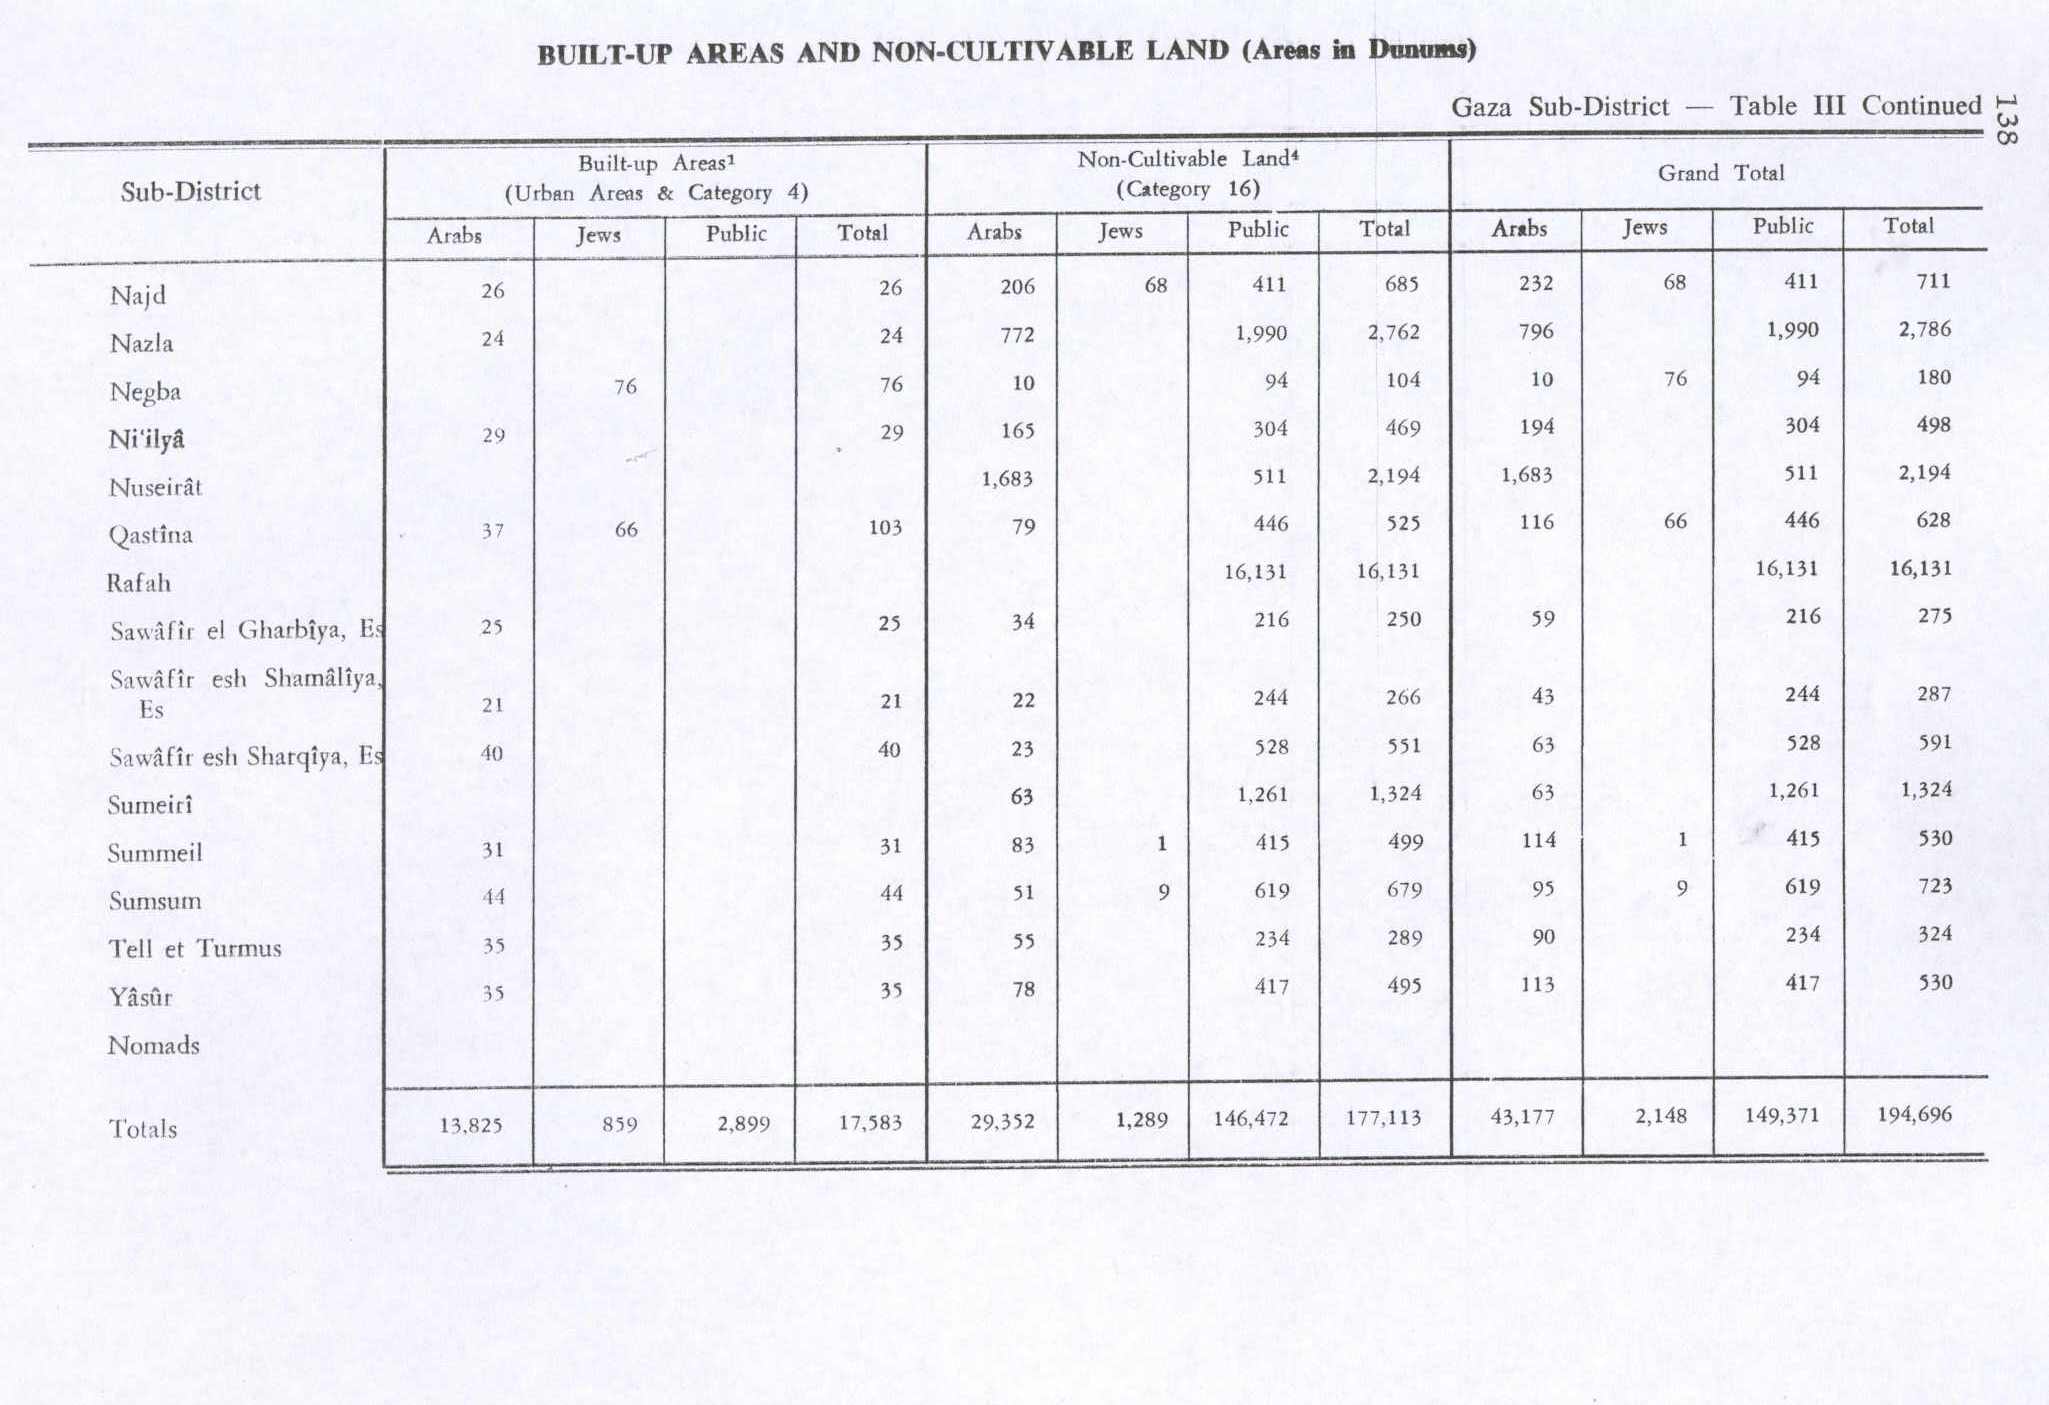 BUILT-UP AREAS AND NON-CULTIVABLE LAND (Areas in Dunums)
Gaza Sub-District — Table III Continued
138
Sub-District Built-up Areas¹ Non-Cultivable Land⁴ Grand Total
(Urban Areas & Category 4) (Category 16)
Arabs Jews Public Total Arabs Jews Public Total Arabs Jews Public Total
Najd 26 26 206 68 411 685 232 68 411 711
Nazla 24 24 772 1,990 2,762 796 1,990 2,786
Negba 76 76 10 94 104 10 76 94 180
Ni'ilyâ 29 29 165 304 469 194 304 498
Nuseirât 1,683 511 2,194 1,683 511 2,194
Qastîna 37 66 103 79 446 525 116 66 446 628
Rafah 16,131 16,131 16,131 16,131
Sawâfîr el Gharbîya, Es 25 25 34 216 250 59 216 275
Sawâfîr esh Shamâlîya,
Es 21 21 22 244 266 43 244 287
Sawâfîr esh Sharqîya, Es 40 40 23 528 551 63 528 591
Sumeirî 63 1,261 1,324 63 1,261 1,324
Summeil 31 31 83 1 415 499 114 1 415 530
Sumsum 44 44 51 9 619 679 95 9 619 723
Tell et Turmus 35 35 55 234 289 90 234 324
Yâsûr 35 35 78 417 495 113 417 530
Nomads
Totals 13,825 859 2,899 17,583 29,352 1,289 146,472 177,113 43,177 2,148 149,371 194,696